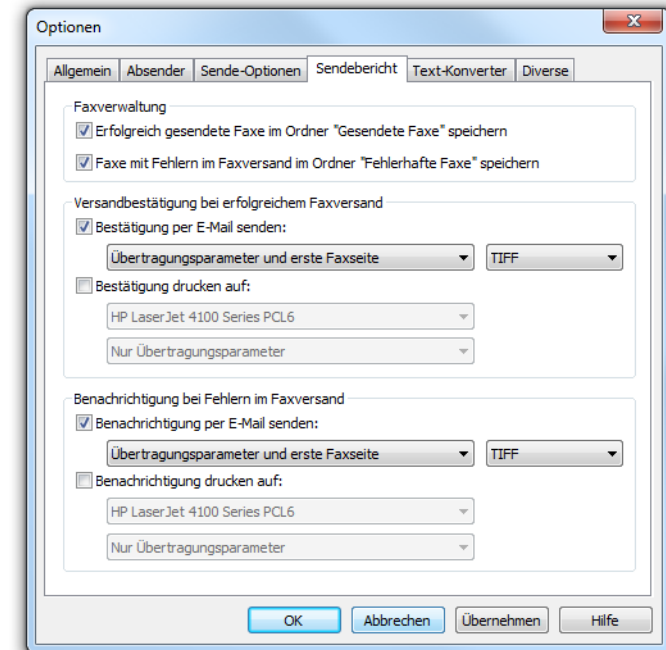 Optionen
Allgemein Absender Sende-Optionen Sendebericht Text-Konverter Diverse
Faxverwaltung
Erfolgreich gesendete Faxe im Ordner "Gesendete Faxe" speichern
Faxe mit Fehlern im Faxversand im Ordner "Fehlerhafte Faxe" speichern
Versandbestätigung bei erfolgreichem Faxversand
Bestätigung per E-Mail senden:
Übertragungsparameter und erste Faxseite TIFF
Bestätigung drucken auf:
HP LaserJet 4100 Series PCL6
Nur Übertragungsparameter
Benachrichtigung bei Fehlern im Faxversand
Benachrichtigung per E-Mail senden:
Übertragungsparameter und erste Faxseite TIFF
Benachrichtigung drucken auf:
HP LaserJet 4100 Series PCL6
Nur Übertragungsparameter
OK Abbrechen Übernehmen Hilfe